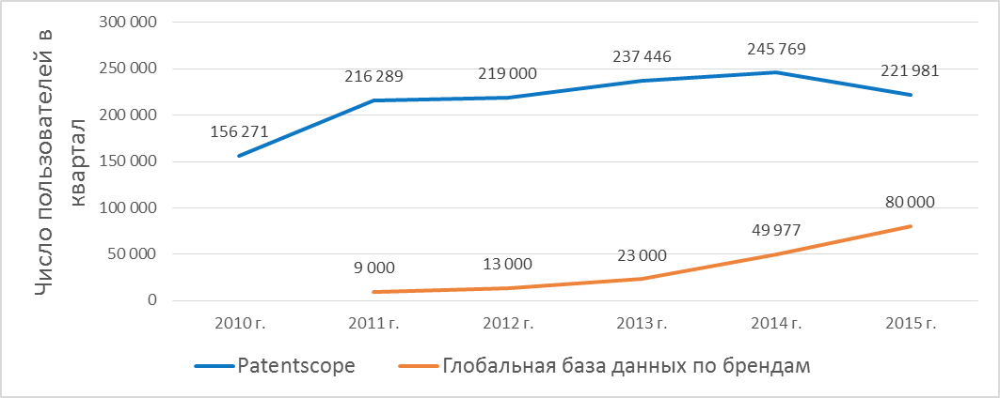 Число пользователей в
квартал
300 000
250 000
200 000
150 000
100 000
50 000
0
156 271
216 289
219 000
237 446
245 769
221 981
9 000
13 000
23 000
49 977
80 000
2010 г.
2011 г.
2012 г.
2013 г.
2014 г.
2015 г.
Patentscope
Глобальная база данных по брендам